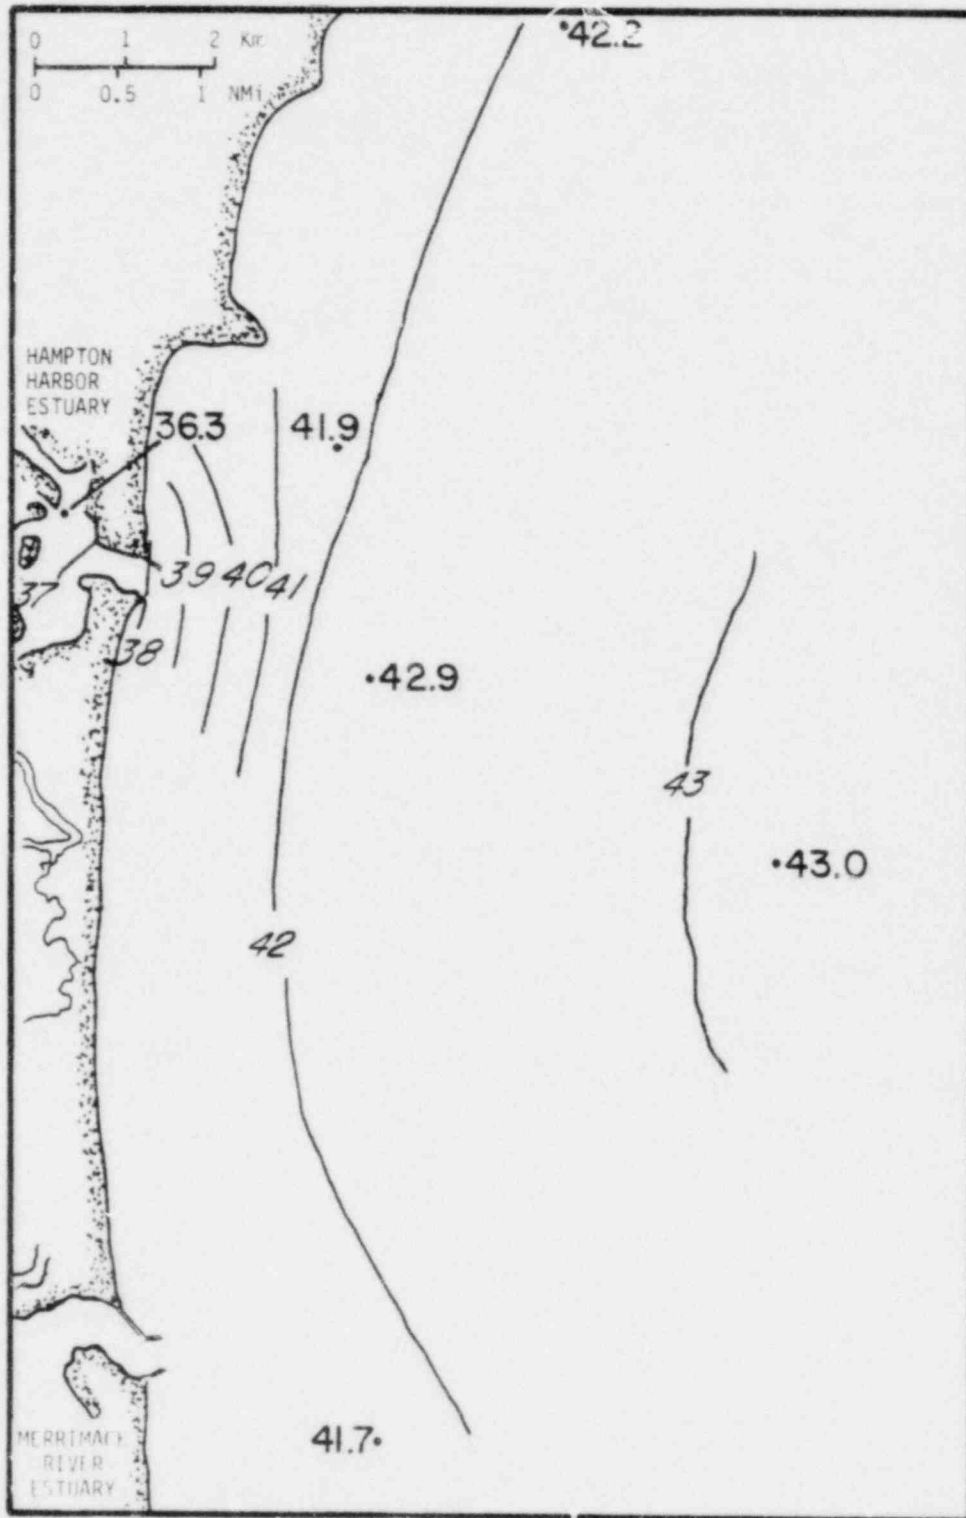 0 1 2 Km
0 0.5 1 NMi
42.2
HAMPTON
HARBOR
ESTUARY
36.3
41.9
37
39
40
41
38
42.9
43
43.0
42
41.7
MERRIMACK
RIVER
ESTUARY